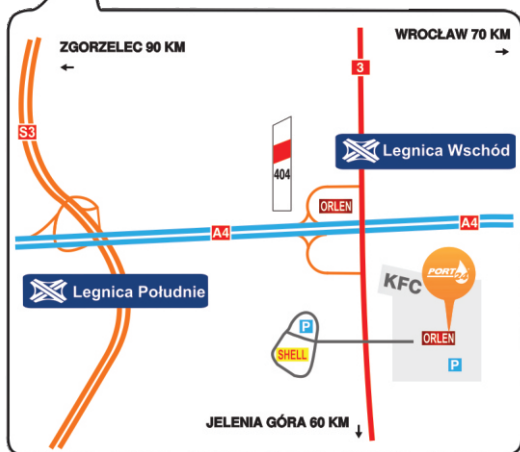 ZGORZELEC 90 KM
←
WROCŁAW 70 KM
→
3
S3
Legnica Wschód
404
ORLEN
A4
A4
KFC
PORT 24
Legnica Południe
P
SHELL
ORLEN
P
JELENIA GÓRA 60 KM ↓